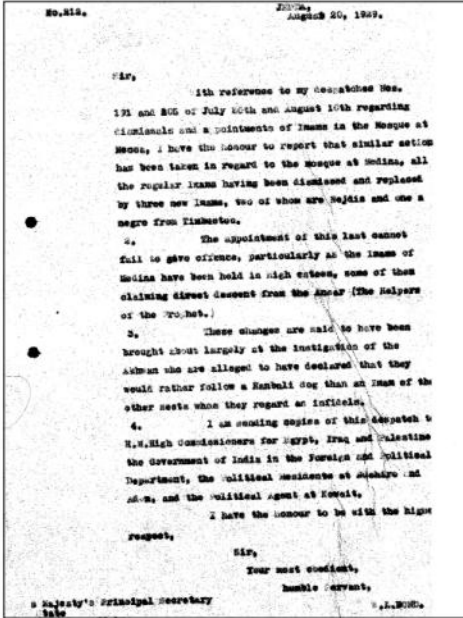 No.212.
JEDDA,
August 20, 1929.
Sir,
ith reference to my despatches Nos.
191 and 205 of July 26th and August 10th regarding
dismissals and appointments of Imams in the Mosque at
Mecca, I have the honour to report that similar action
has been taken in regard to the mosque at Medina, all
the regular Imams having been dismissed and replaced
by three new Imams, two of whom are Nejdis and one a
negro from Timbuctoo.
2. The appointment of this last cannot
fail to give offence, particularly as the Imams of
Medina have been held in high esteem, some of them
claiming direct descent from the Ansar (The Helpers
of the Prophet.)
3. These changes are said to have been
brought about largely at the instigation of the
Akhwan who are alleged to have declared that they
would rather follow a Hanbali dog than an Imam of the
other sects whom they regard as infidels.
4. I am sending copies of this despatch t
H.M.High Commissioners for Egypt, Iraq and Palestine
the Government of India in the Foreign and Political
Department, the Political Residents at Bushire and
Aden, and the Political Agent at Koweit.
I have the honour to be with the highe
respect,
Sir,
Your most obedient,
humble Servant,
s Majesty's Principal Secretary
State
W.L.BOND.